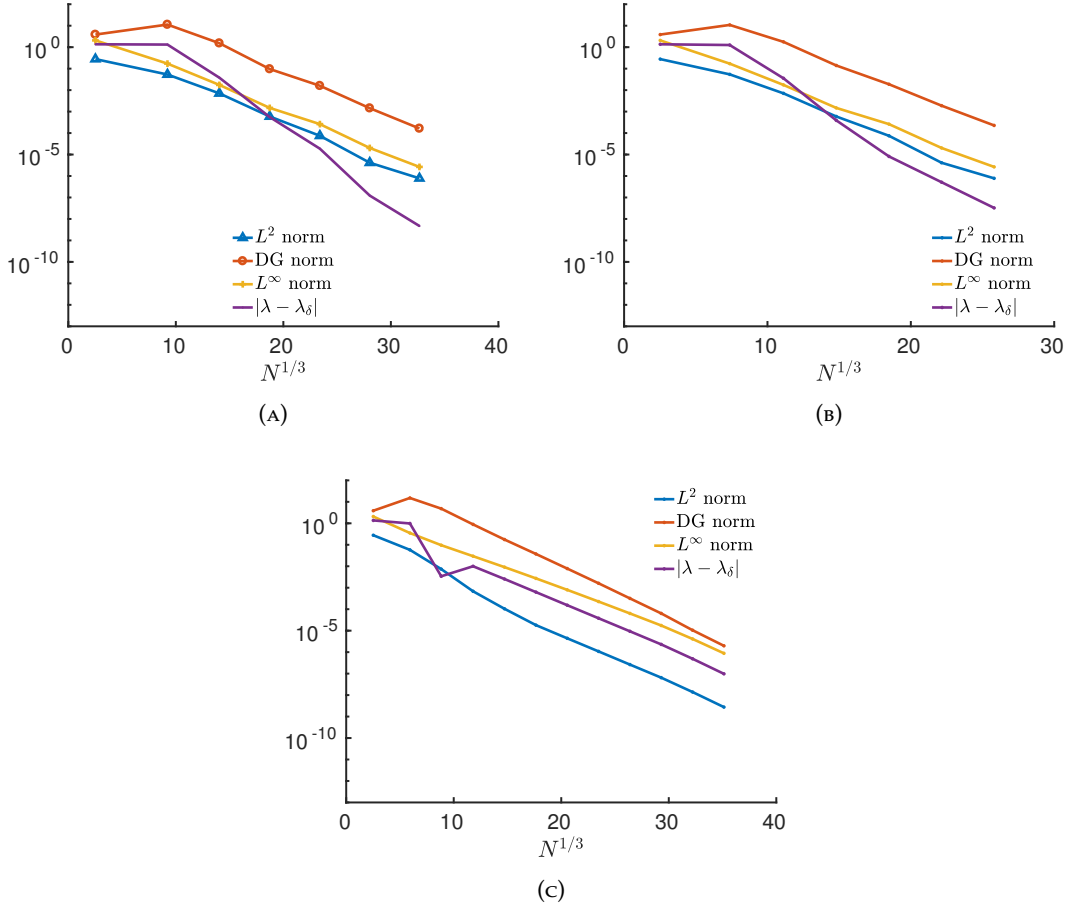 10^0
10^-5
10^-10
L^2 norm
DG norm
L^∞ norm
|λ − λ_δ|
0 10 20 30 40
N^1/3
(A)
10^0
10^-5
10^-10
L^2 norm
DG norm
L^∞ norm
|λ − λ_δ|
0 10 20 30
N^1/3
(B)
L^2 norm
DG norm
L^∞ norm
|λ − λ_δ|
10^0
10^-5
10^-10
0 10 20 30 40
N^1/3
(C)